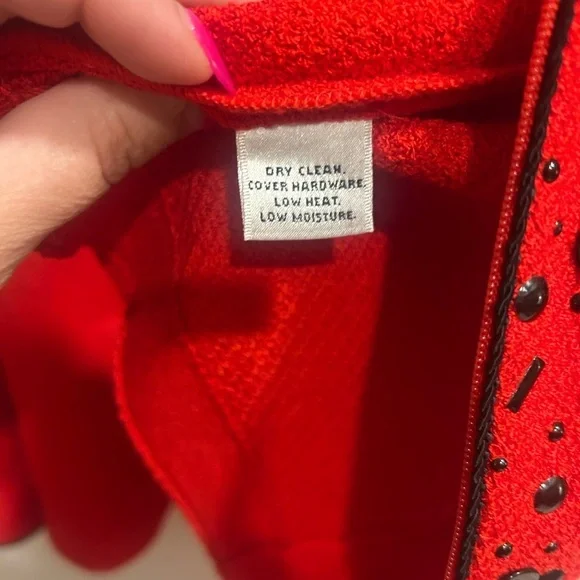 DRY CLEAN.
COVER HARDWARE.
LOW HEAT.
LOW MOISTURE.